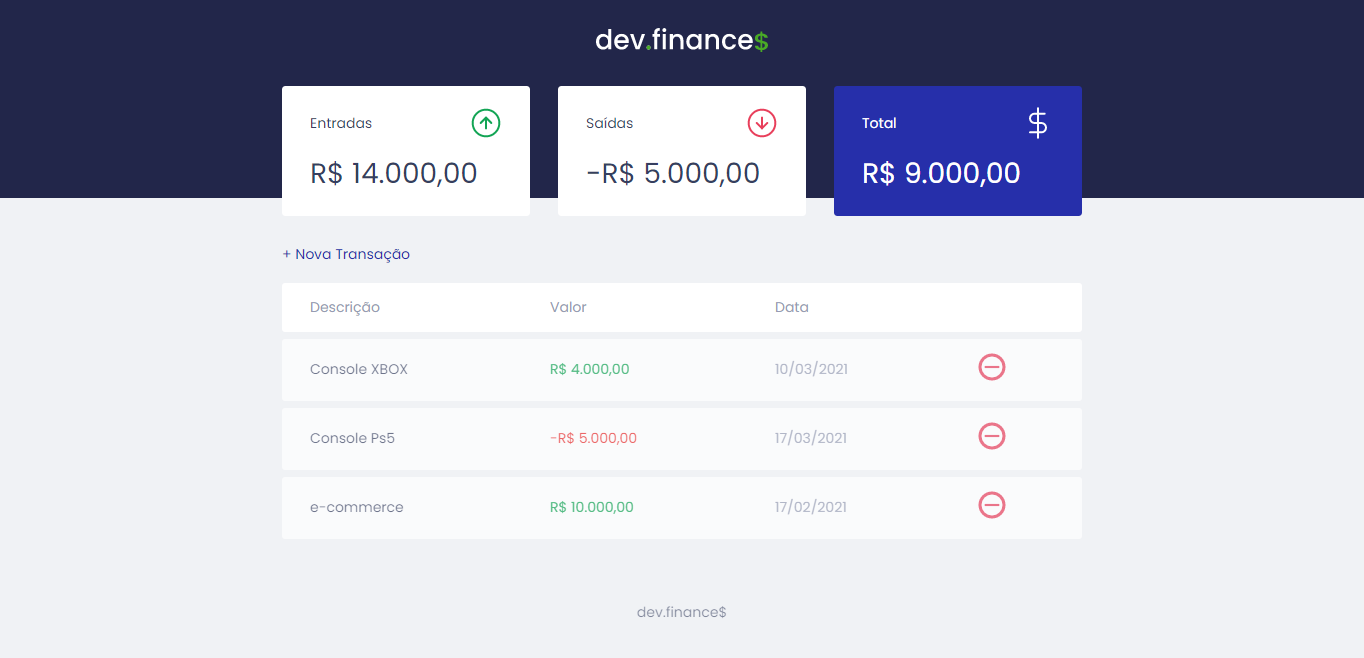 dev.finance$
Entradas
R$ 14.000,00
Saídas
-R$ 5.000,00
Total
$
R$ 9.000,00
+ Nova Transação
Descrição Valor Data
Console XBOX R$ 4.000,00 10/03/2021
Console Ps5 -R$ 5.000,00 17/03/2021
e-commerce R$ 10.000,00 17/02/2021
dev.finance$